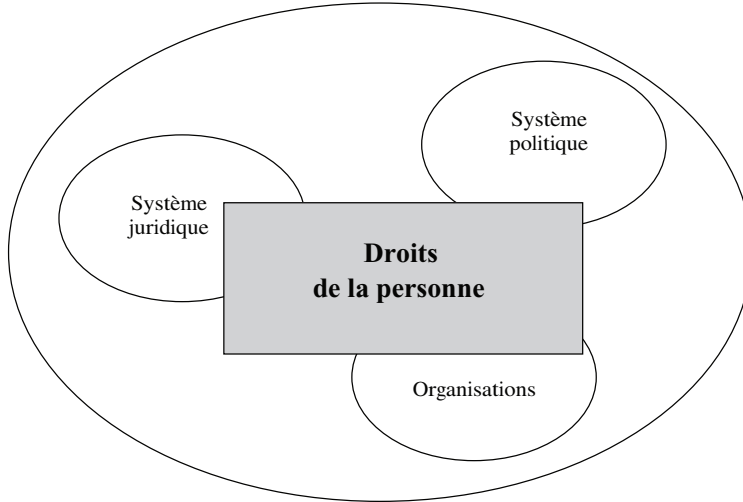 Système
politique
Système
juridique
Droits
de la personne
Organisations